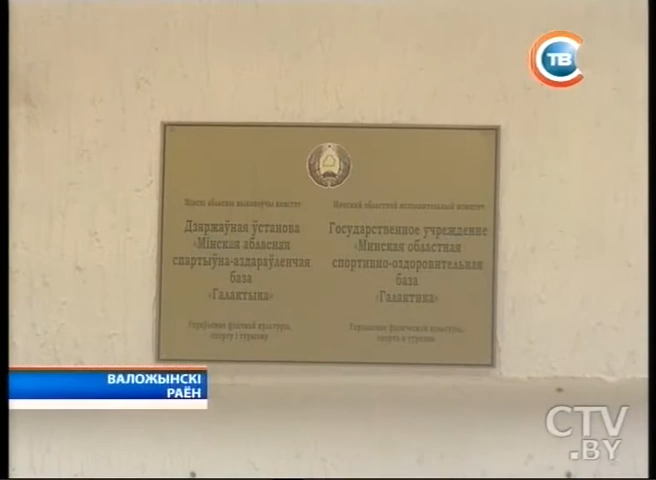 СТВ
Мінскі абласны выканаўчы камітэт
Дзяржаўная ўстанова
«Мінская абласная
спартыўна-аздараўленчая
база
«Галактыка»
Упраўленне фізічнай культуры,
спорту і турызму
Минский областной исполнительный комитет
Государственное учреждение
«Минская областная
спортивно-оздоровительная
база
«Галактика»
Управление физической культуры,
спорта и туризма
ВАЛОЖЫНСКІ
РАЁН
CTV
.BY